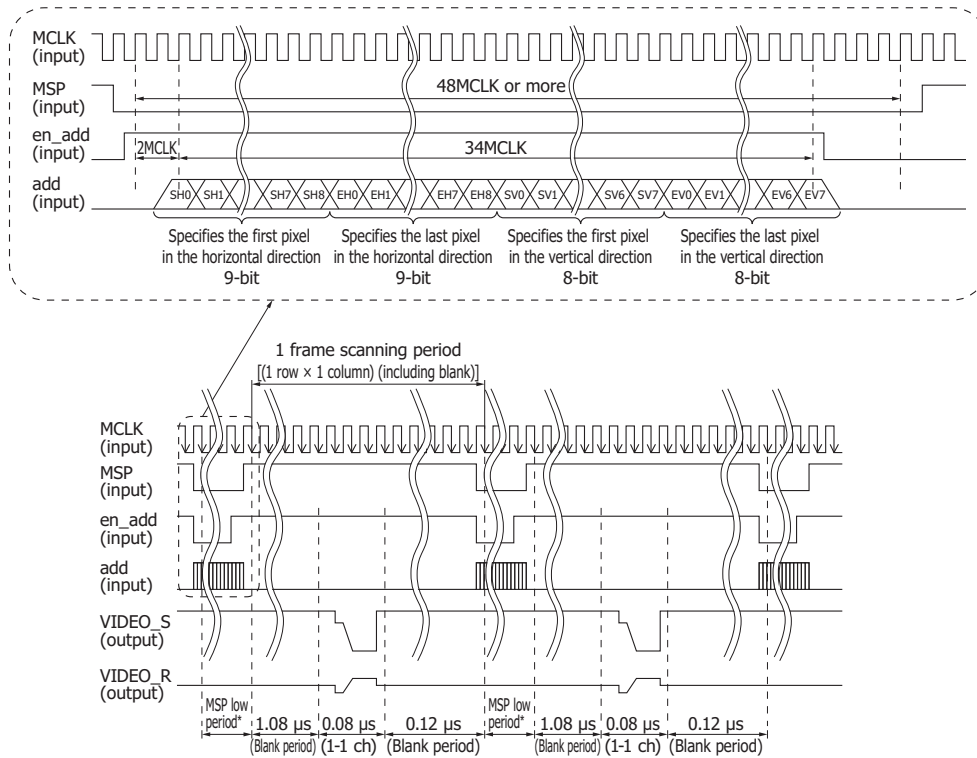 MCLK
(input)
MSP
(input)
48MCLK or more
en_add
(input)
2MCLK
34MCLK
add
(input)
SH0 SH1 SH7 SH8 EH0 EH1 EH7 EH8 SV0 SV1 SV6 SV7 EV0 EV1 EV6 EV7
Specifies the first pixel
in the horizontal direction
9-bit
Specifies the last pixel
in the horizontal direction
9-bit
Specifies the first pixel
in the vertical direction
8-bit
Specifies the last pixel
in the vertical direction
8-bit
1 frame scanning period
[(1 row × 1 column) (including blank)]
MCLK
(input)
MSP
(input)
en_add
(input)
add
(input)
VIDEO_S
(output)
VIDEO_R
(output)
MSP low
period*
1.08 µs
(Blank period)
0.08 µs
(1-1 ch)
0.12 µs
(Blank period)
MSP low
period*
1.08 µs
(Blank period)
0.08 µs
(1-1 ch)
0.12 µs
(Blank period)